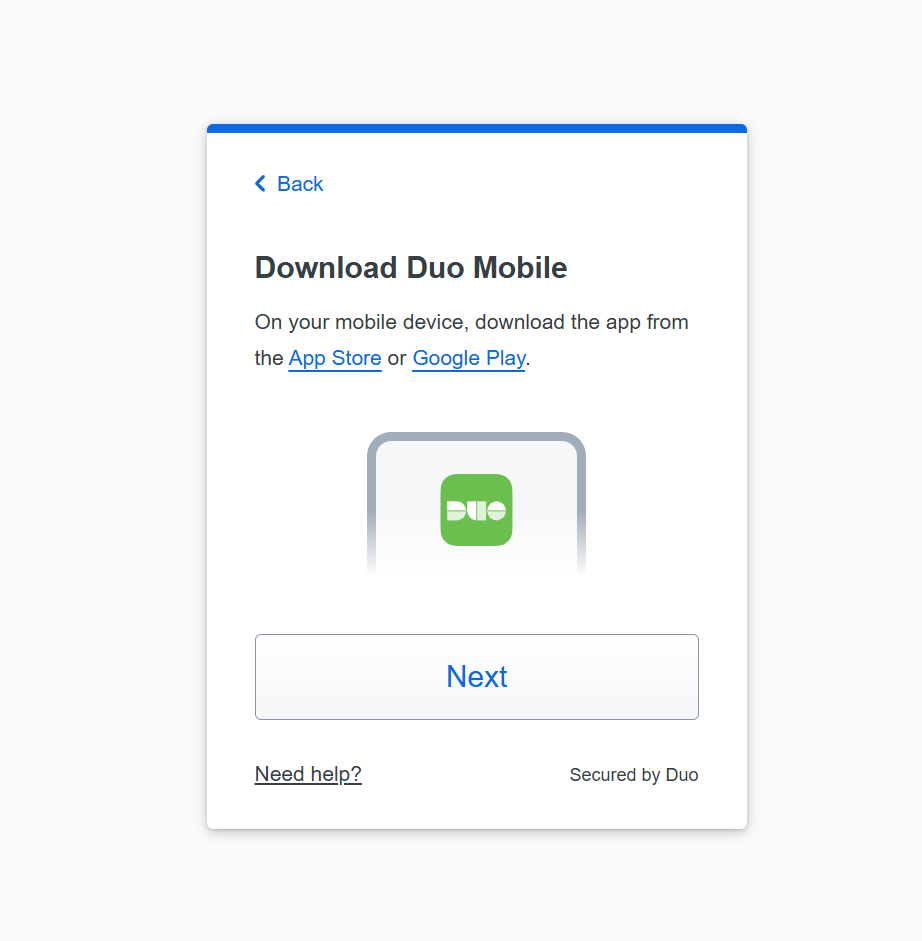 Back
Download Duo Mobile
On your mobile device, download the app from
the App Store or Google Play.
DUO
Next
Need help?
Secured by Duo